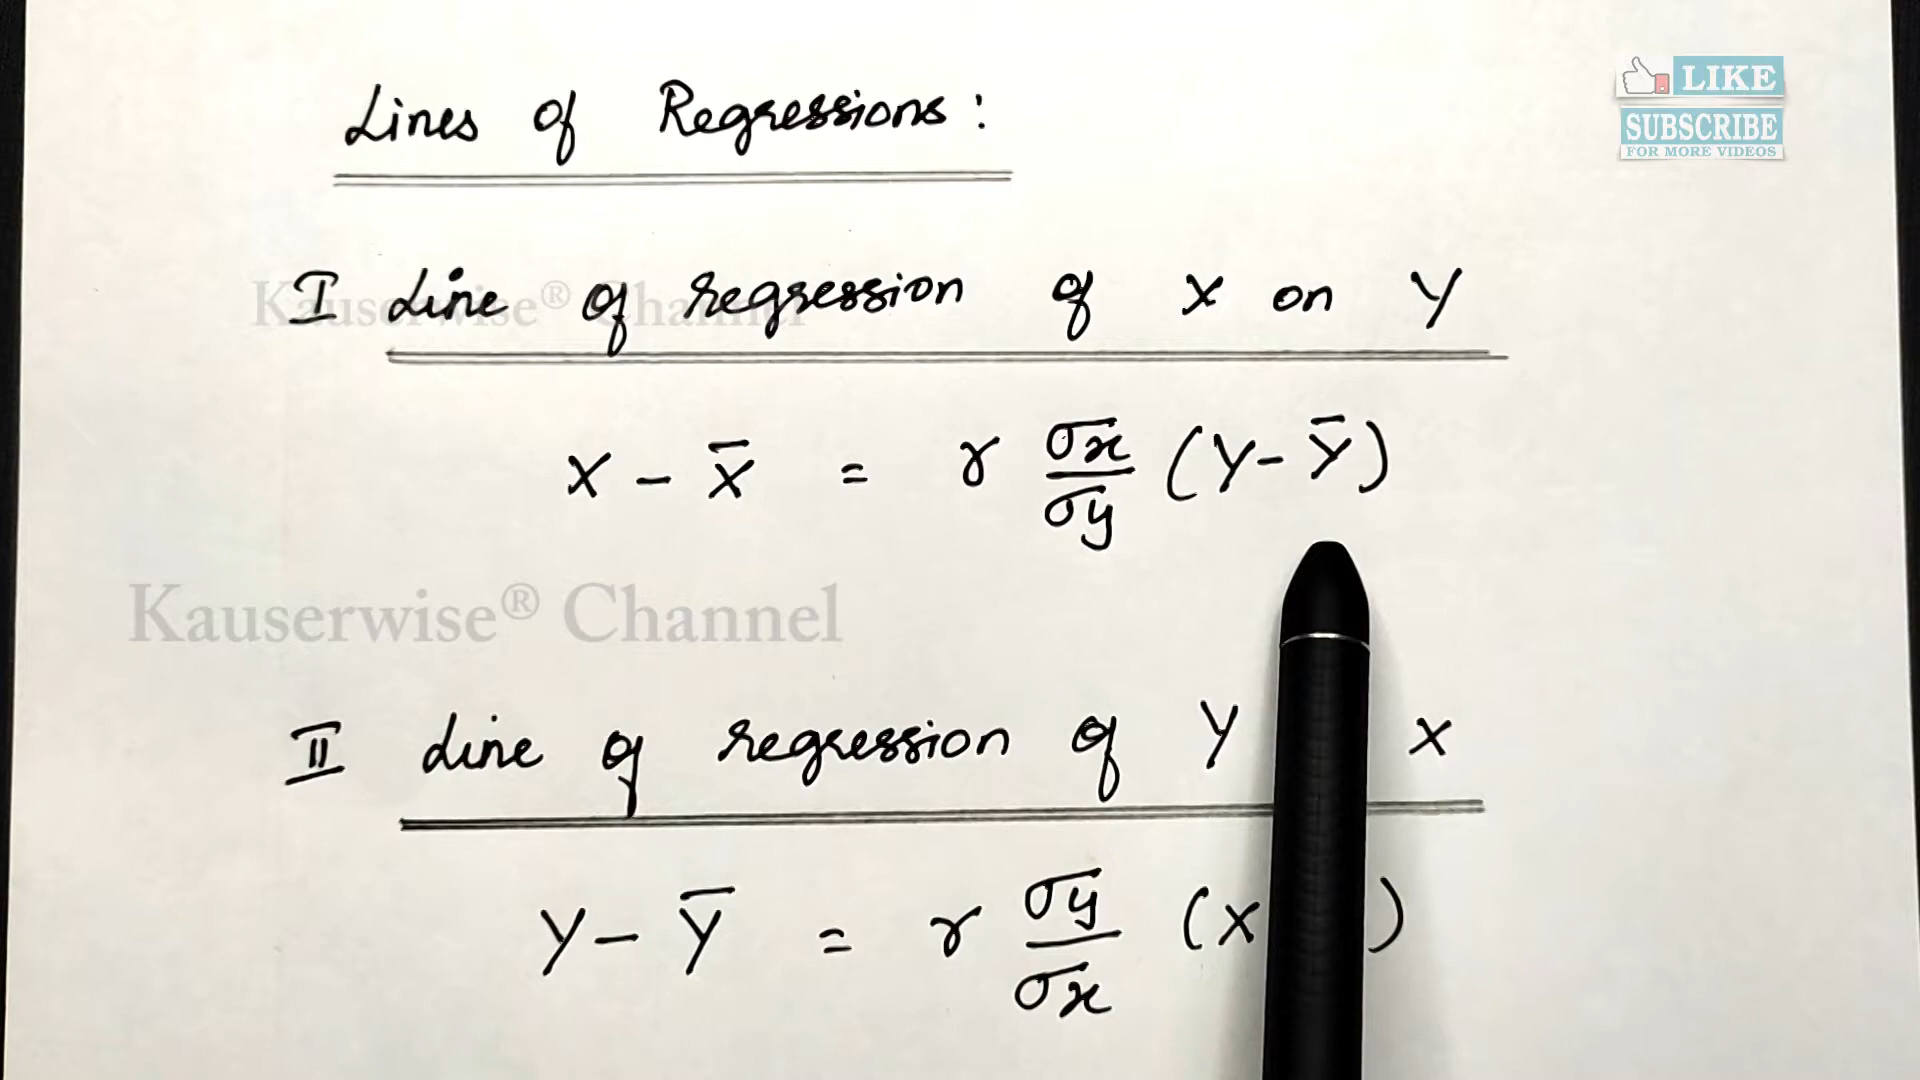 LIKE
SUBSCRIBE
FOR MORE VIDEOS
Lines of Regressions:
I Line of regression of X on Y
Kauserwise® Channel
X - X̄ = r σx/σy (Y - Ȳ)
Kauserwise® Channel
II Line of regression of Y X
Y - Ȳ = r σy/σx (X )